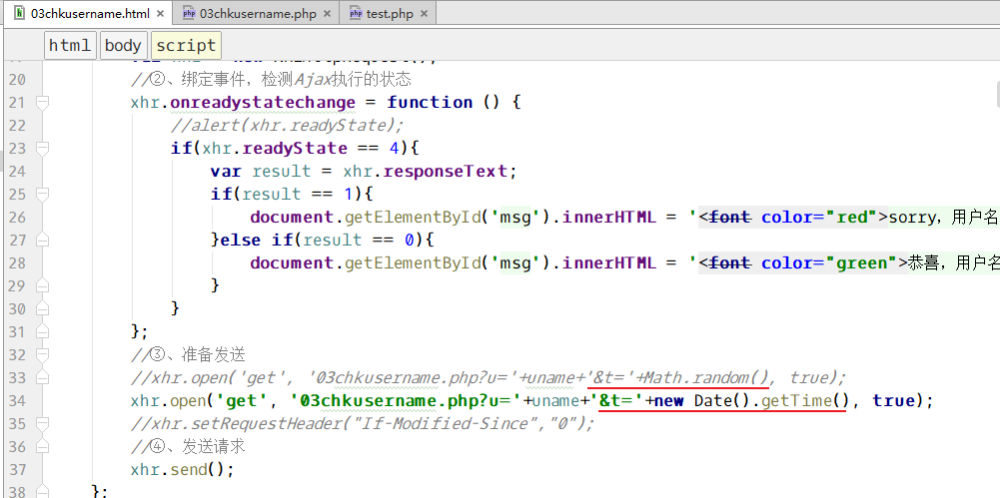 03chkusername.html × 03chkusername.php × test.php ×
html body script
20 //②、绑定事件，检测Ajax执行的状态
21 xhr.onreadystatechange = function () {
22 //alert(xhr.readyState);
23 if(xhr.readyState == 4){
24 var result = xhr.responseText;
25 if(result == 1){
26 document.getElementById('msg').innerHTML = '<font color="red">sorry，用户名
27 }else if(result == 0){
28 document.getElementById('msg').innerHTML = '<font color="green">恭喜，用户名
29 }
30 }
31 };
32 //③、准备发送
33 //xhr.open('get', '03chkusername.php?u='+uname+'&t='+Math.random(), true);
34 xhr.open('get', '03chkusername.php?u='+uname+'&t='+new Date().getTime(), true);
35 //xhr.setRequestHeader("If-Modified-Since","0");
36 //④、发送请求
37 xhr.send();
38 };